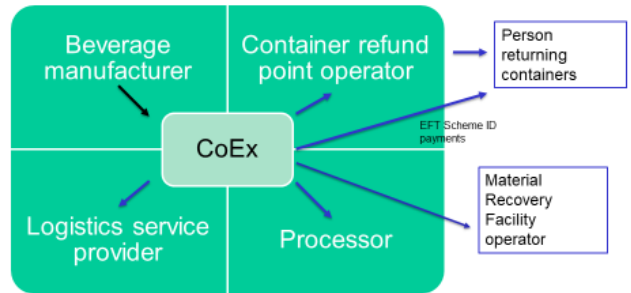 Beverage
manufacturer
Container refund
point operator
Person
returning
containers
EFT Scheme ID
payments
CoEx
Logistics service
provider
Processor
Material
Recovery
Facility
operator